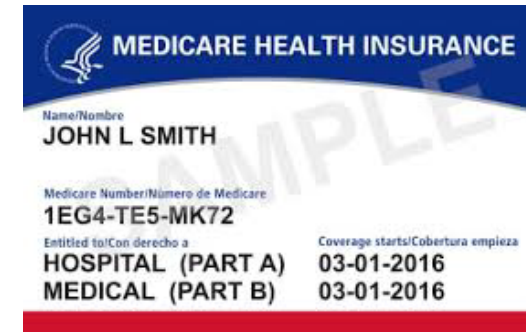 MEDICARE HEALTH INSURANCE
Name/Nombre
JOHN L SMITH
Medicare Number/Número de Medicare
1EG4-TE5-MK72
Entitled to/Con derecho a Coverage starts/Cobertura empieza
HOSPITAL (PART A) 03-01-2016
MEDICAL (PART B) 03-01-2016
SAMPLE